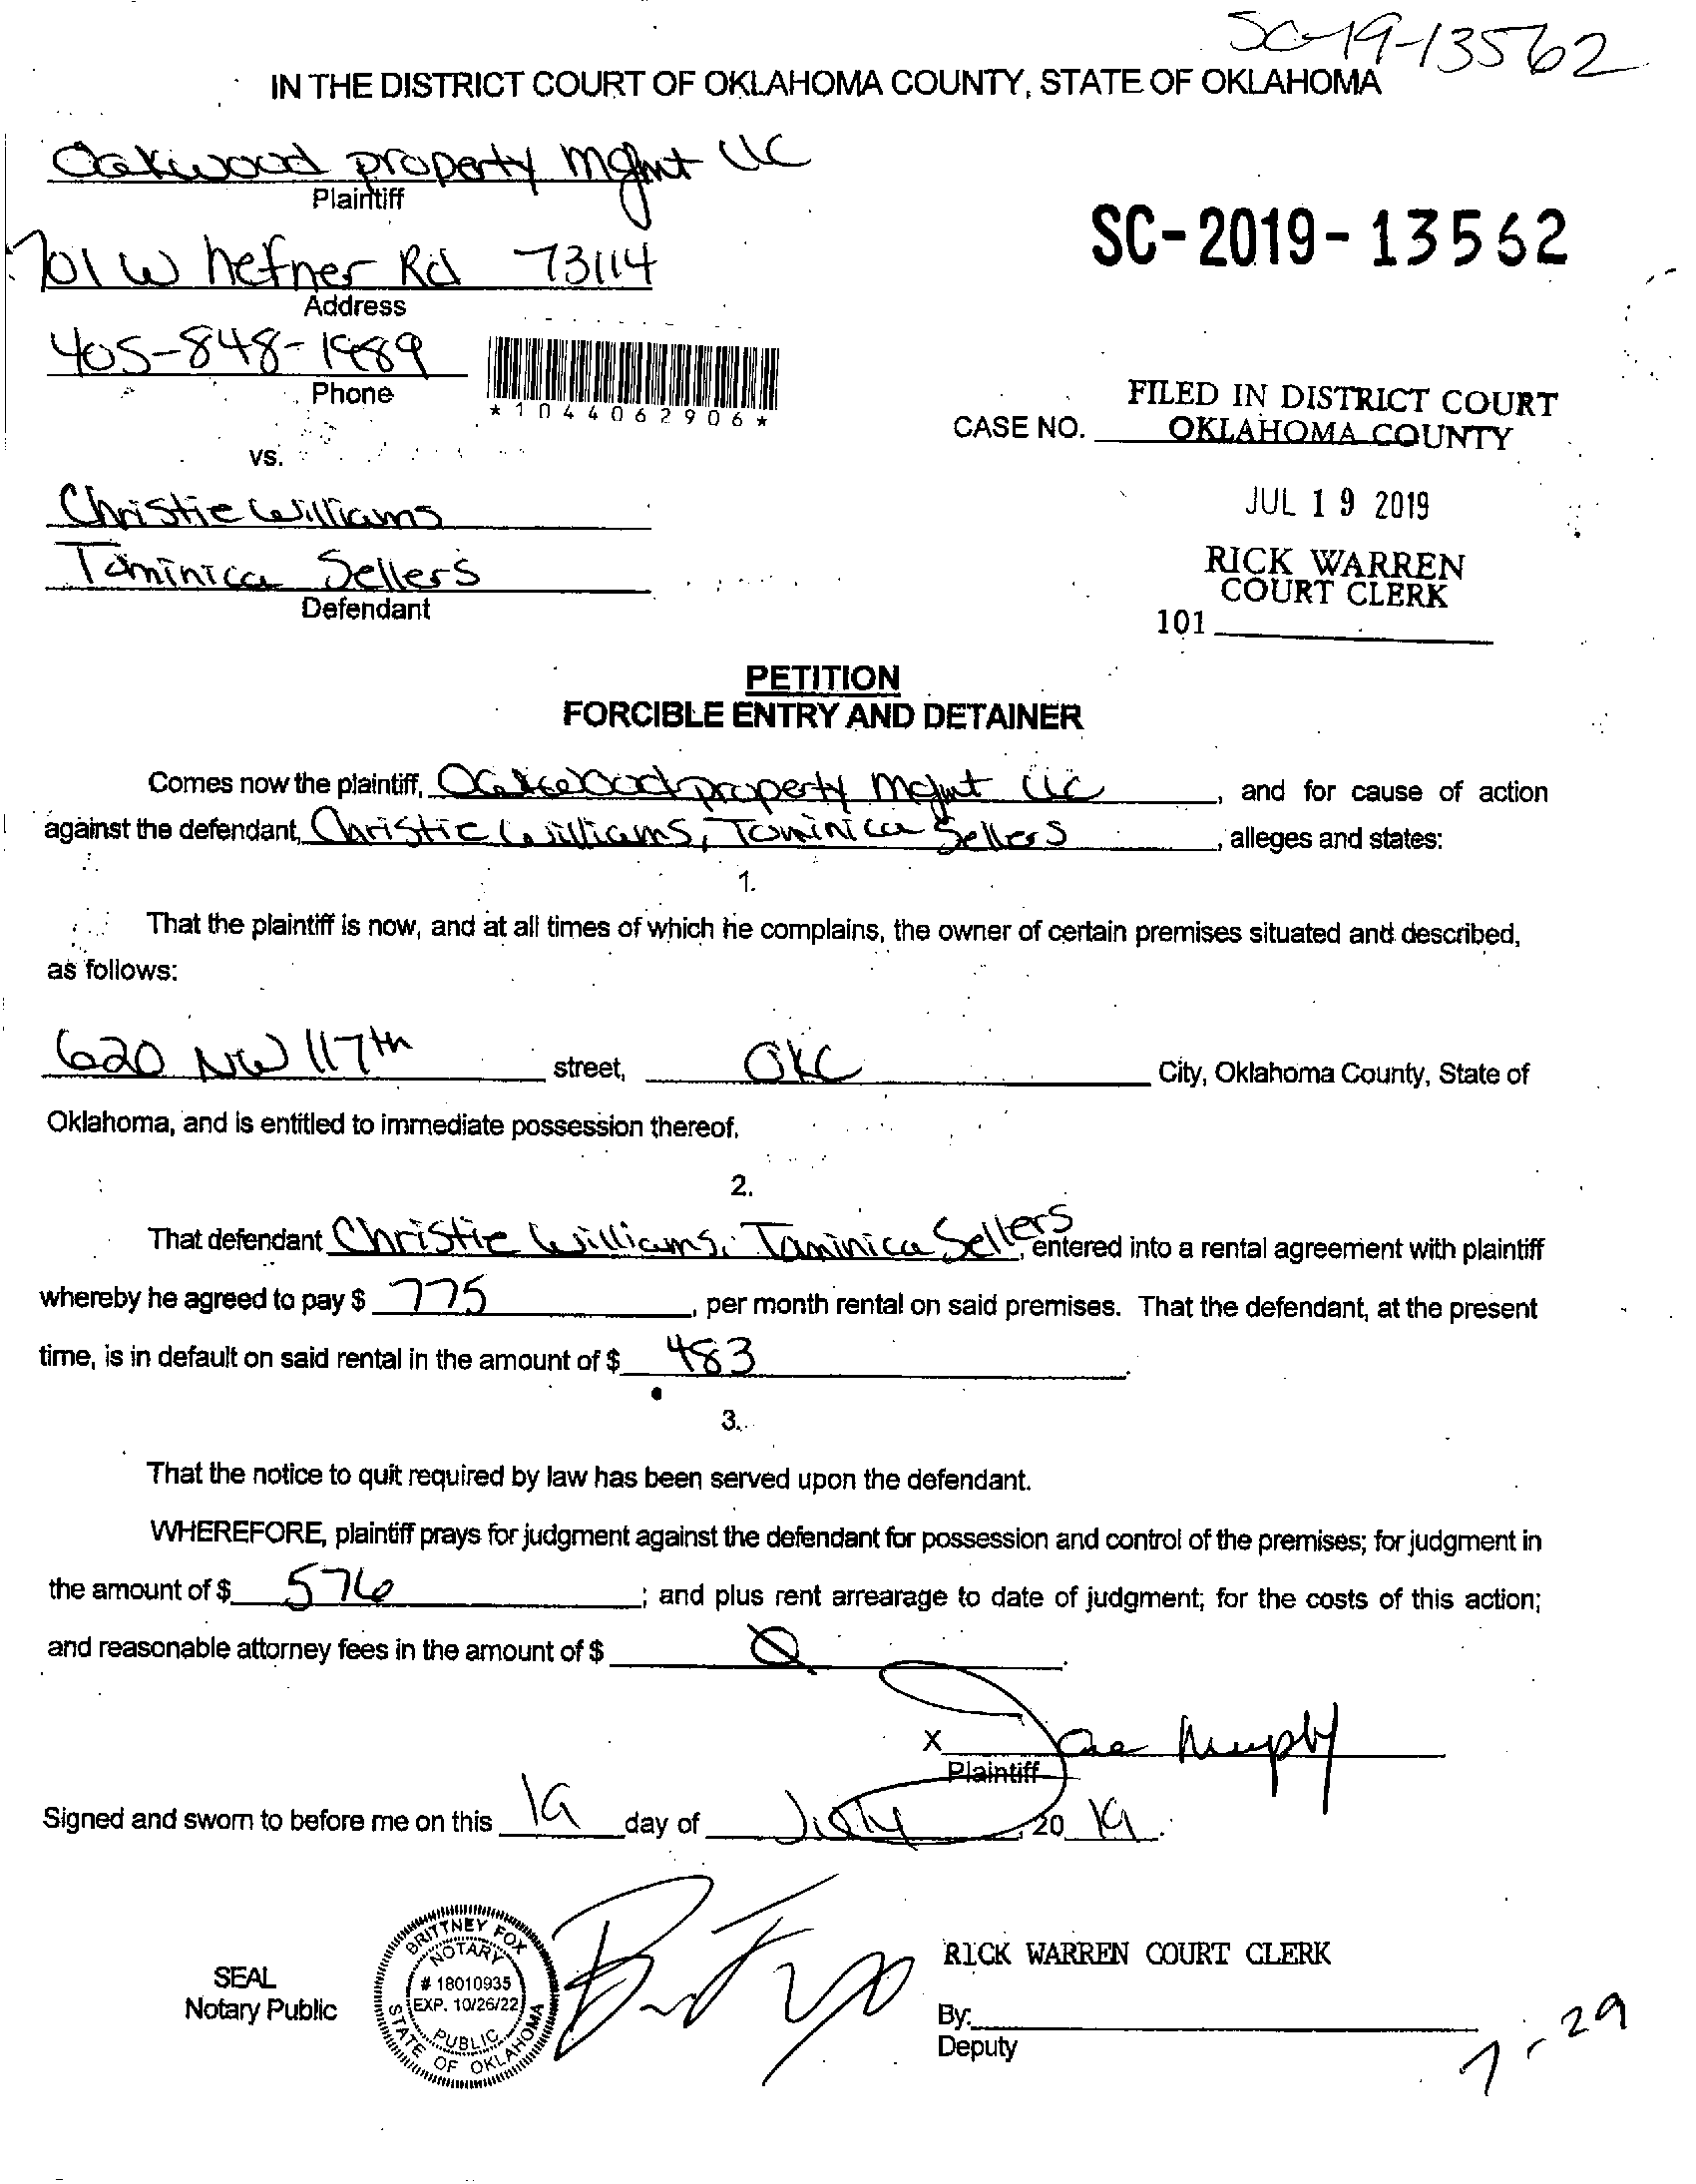 SC-19-13562
IN THE DISTRICT COURT OF OKLAHOMA COUNTY, STATE OF OKLAHOMA
Oakwood property Mgmt LLC
Plaintiff
SC-2019-13562
701 W hefner Rd 73114
Address
405-848-1989
Phone
*1044062906*
FILED IN DISTRICT COURT
CASE NO. OKLAHOMA COUNTY
vs.
Christie Williams
JUL 19 2019
Taminica Sellers
RICK WARREN
COURT CLERK
Defendant
101
PETITION
FORCIBLE ENTRY AND DETAINER
Comes now the plaintiff, Oakwood property Mgmt LLC, and for cause of action
against the defendant, Christie Williams, Taminica Sellers, alleges and states:
1.
That the plaintiff is now, and at all times of which he complains, the owner of certain premises situated and described,
as follows:
620 NW 117th street, OKC City, Oklahoma County, State of
Oklahoma, and is entitled to immediate possession thereof.
2.
That defendant Christie Williams, Taminica Sellers, entered into a rental agreement with plaintiff
whereby he agreed to pay $ 775, per month rental on said premises. That the defendant, at the present
time, is in default on said rental in the amount of $ 483.
3.
That the notice to quit required by law has been served upon the defendant.
WHEREFORE, plaintiff prays for judgment against the defendant for possession and control of the premises; for judgment in
the amount of $ 576; and plus rent arrearage to date of judgment; for the costs of this action;
and reasonable attorney fees in the amount of $ 0.
X Murphy
Plaintiff
Signed and sworn to before me on this 19 day of July, 20 19.
SEAL
Notary Public
BRITTNEY FOX
NOTARY
# 18010935
EXP. 10/26/22
PUBLIC
STATE OF OKLAHOMA
RICK WARREN COURT CLERK
By:
Deputy
7-29